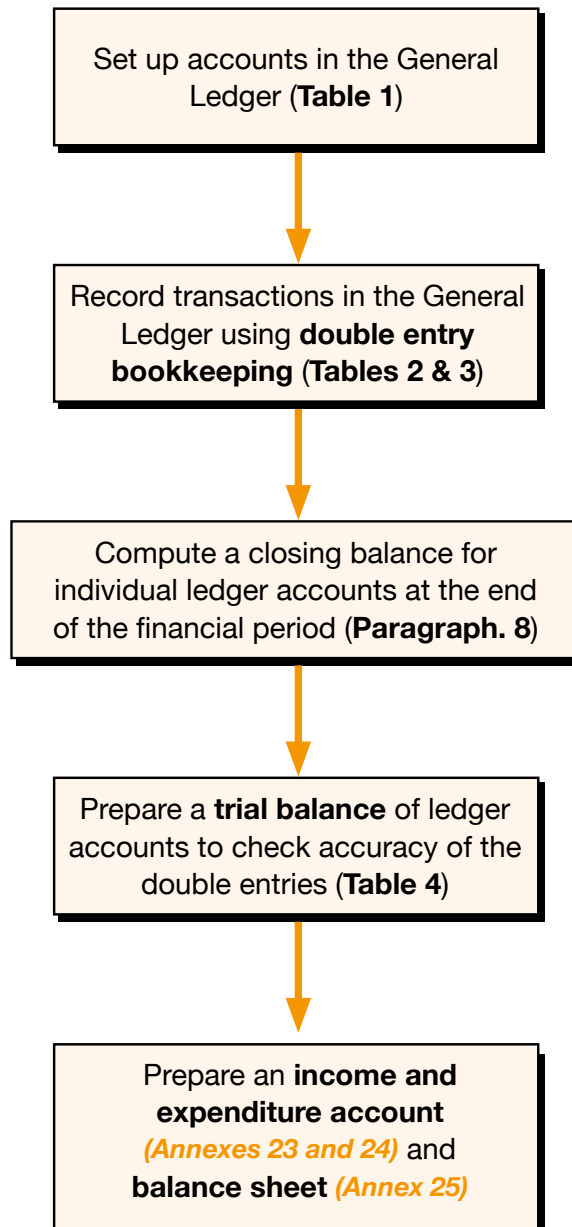 Set up accounts in the General
Ledger (Table 1)
Record transactions in the General
Ledger using double entry
bookkeeping (Tables 2 & 3)
Compute a closing balance for
individual ledger accounts at the end
of the financial period (Paragraph. 8)
Prepare a trial balance of ledger
accounts to check accuracy of the
double entries (Table 4)
Prepare an income and
expenditure account
(Annexes 23 and 24) and
balance sheet (Annex 25)